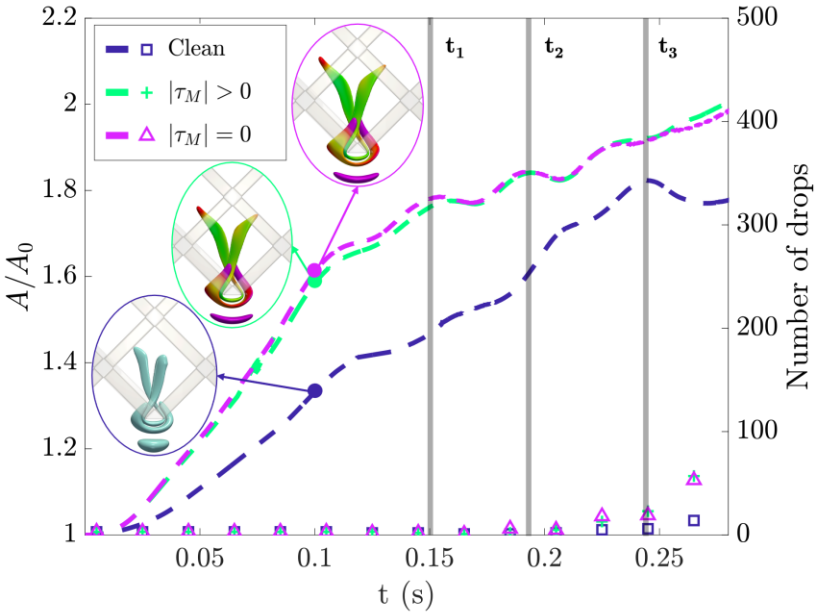 2.2
2
1.8
1.6
1.4
1.2
1
A/A₀
Clean
|τ_M| > 0
|τ_M| = 0
t₁
t₂
t₃
500
400
300
200
100
0
Number of drops
0.05
0.1
0.15
0.2
0.25
t (s)